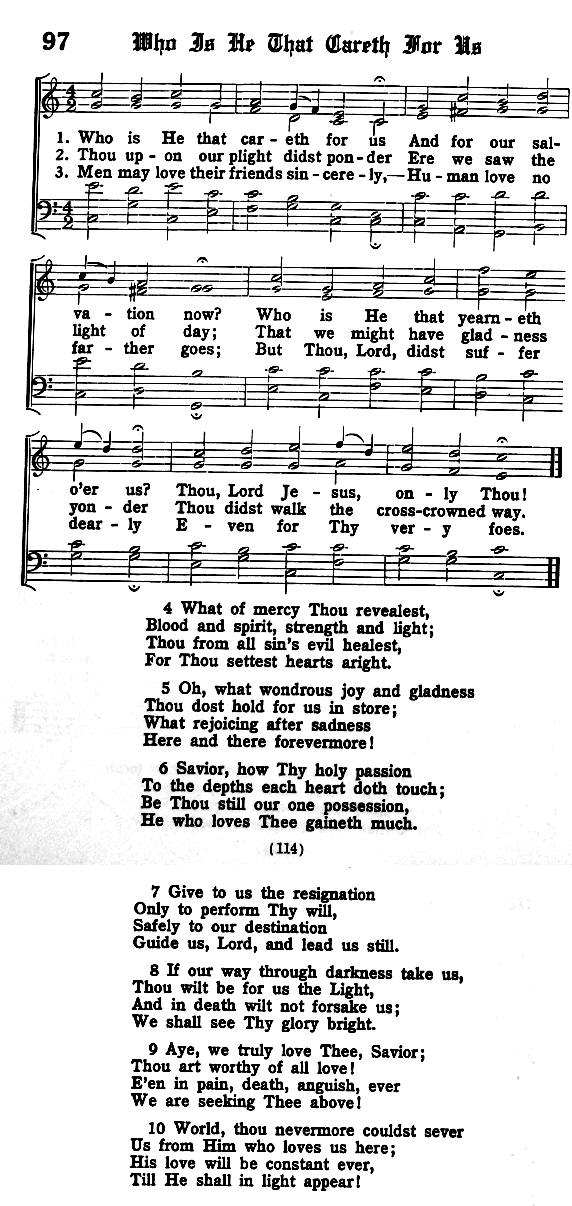 97 Who Is He That Careth For Us
1. Who is He that car - eth for us And for our sal-
2. Thou up - on our plight didst pon - der Ere we saw the
3. Men may love their friends sin - cere - ly,— Hu - man love no
va - tion now? Who is He that yearn - eth
light of day; That we might have glad - ness
far - ther goes; But Thou, Lord, didst suf - fer
o'er us? Thou, Lord Je - sus, on - ly Thou!
yon - der Thou didst walk the cross-crowned way.
dear - ly E - ven for Thy ver - y foes.
4 What of mercy Thou revealest,
Blood and spirit, strength and light;
Thou from all sin's evil healest,
For Thou settest hearts aright.
5 Oh, what wondrous joy and gladness
Thou dost hold for us in store;
What rejoicing after sadness
Here and there forevermore!
6 Savior, how Thy holy passion
To the depths each heart doth touch;
Be Thou still our one possession,
He who loves Thee gaineth much.
(114)
7 Give to us the resignation
Only to perform Thy will,
Safely to our destination
Guide us, Lord, and lead us still.
8 If our way through darkness take us,
Thou wilt be for us the Light,
And in death wilt not forsake us;
We shall see Thy glory bright.
9 Aye, we truly love Thee, Savior;
Thou art worthy of all love!
E'en in pain, death, anguish, ever
We are seeking Thee above!
10 World, thou nevermore couldst sever
Us from Him who loves us here;
His love will be constant ever,
Till He shall in light appear!